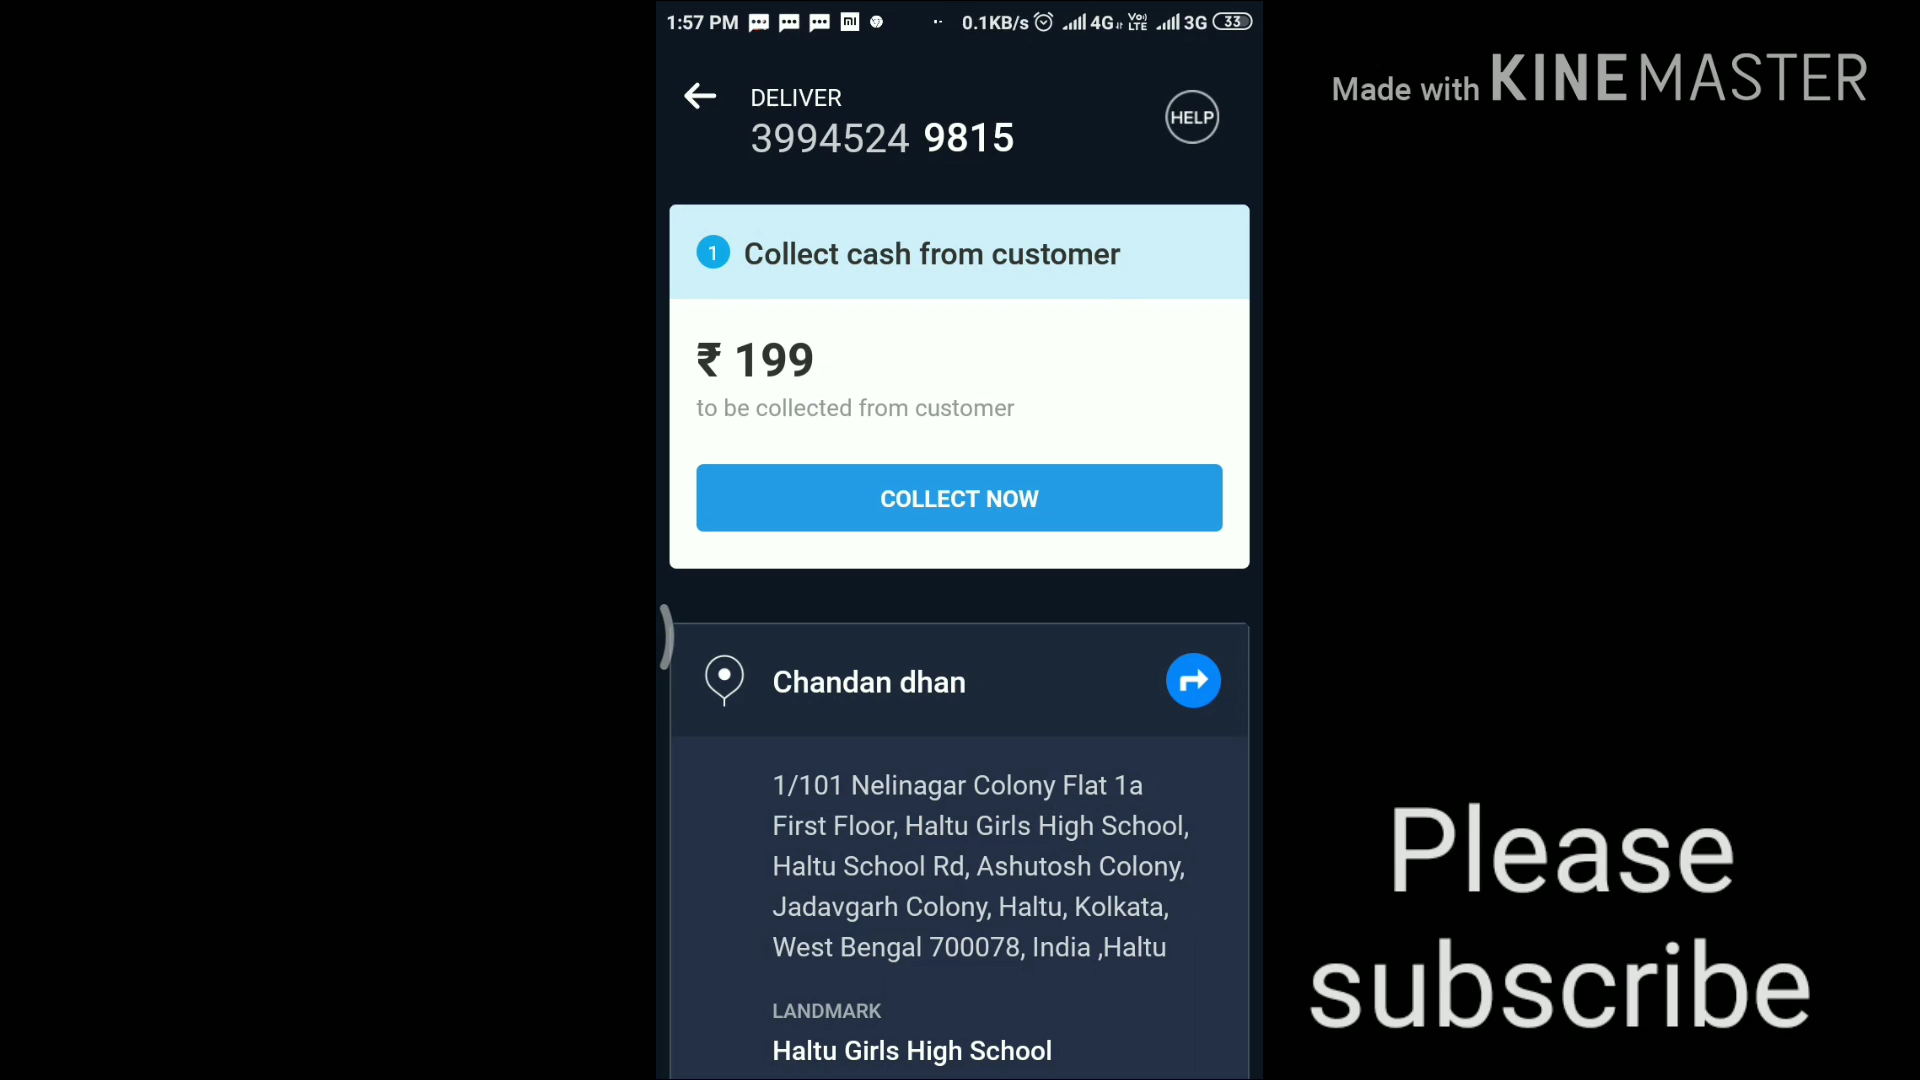 1:57 PM 0.1KB/s 4G VoLTE 3G 33
Made with KINEMASTER
DELIVER
3994524 9815
HELP
1 Collect cash from customer
₹ 199
to be collected from customer
COLLECT NOW
Chandan dhan
1/101 Nelinagar Colony Flat 1a
First Floor, Haltu Girls High School,
Haltu School Rd, Ashutosh Colony,
Jadavgarh Colony, Haltu, Kolkata,
West Bengal 700078, India ,Haltu
LANDMARK
Haltu Girls High School
Please
subscribe